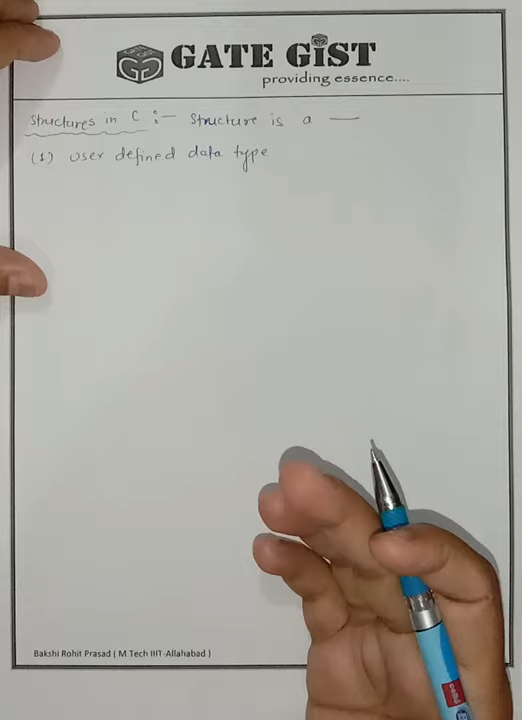 GATE GiST
providing essence....
Structures in C :- Structure is a —
(1) User defined data type
Bakshi Rohit Prasad ( M.Tech IIIT-Allahabad )
cello